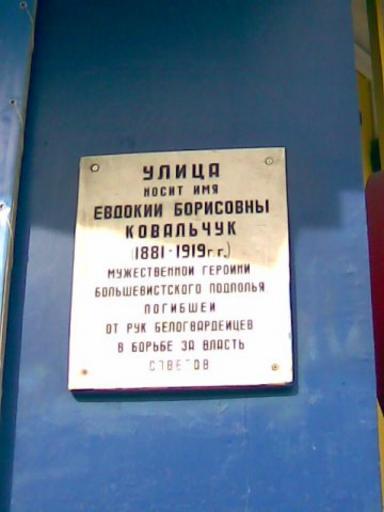 УЛИЦА
НОСИТ ИМЯ
ЕВДОКИИ БОРИСОВНЫ
КОВАЛЬЧУК
(1881-1919г.г.)
МУЖЕСТВЕННОЙ ГЕРОИНИ
БОЛЬШЕВИСТСКОГО ПОДПОЛЬЯ
ПОГИБШЕЙ
ОТ РУК БЕЛОГВАРДЕЙЦЕВ
В БОРЬБЕ ЗА ВЛАСТЬ
СОВЕТОВ